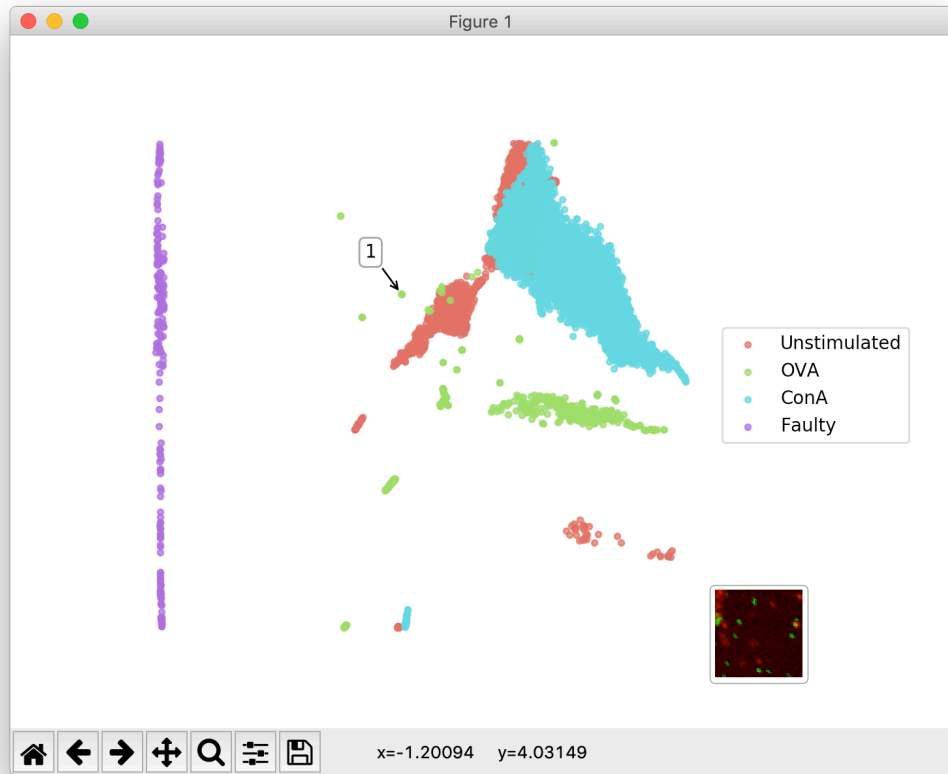 Figure 1
1
Unstimulated
OVA
ConA
Faulty
x=-1.20094 y=4.03149